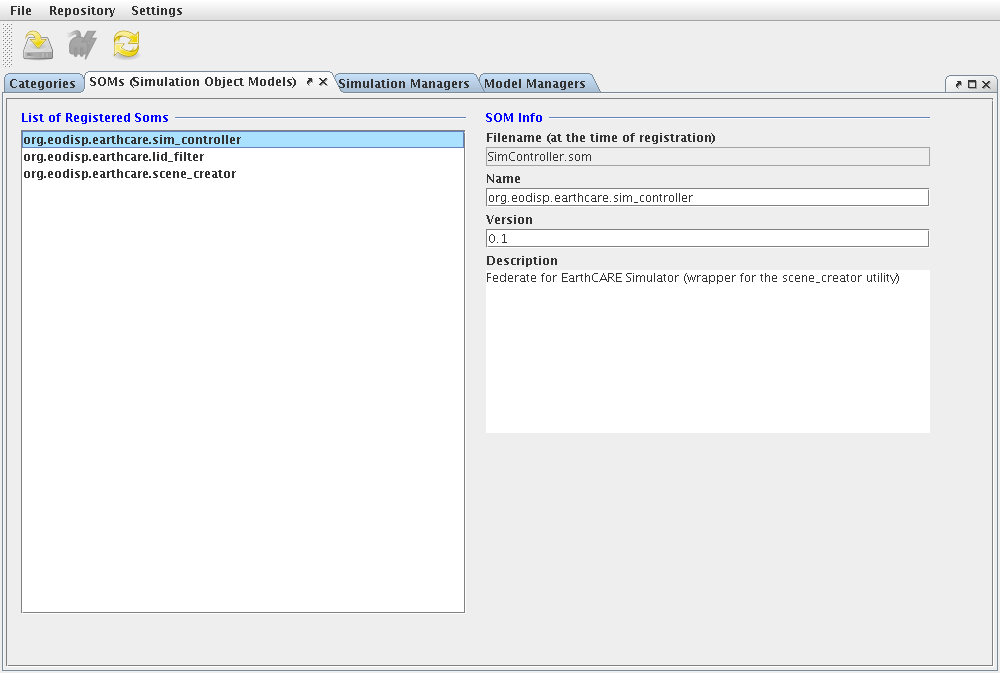 File Repository Settings
Categories SOMs (Simulation Object Models) Simulation Managers Model Managers
List of Registered Soms
org.eodisp.earthcare.sim_controller
org.eodisp.earthcare.lid_filter
org.eodisp.earthcare.scene_creator
SOM Info
Filename (at the time of registration)
SimController.som
Name
org.eodisp.earthcare.sim_controller
Version
0.1
Description
Federate for EarthCARE Simulator (wrapper for the scene_creator utility)